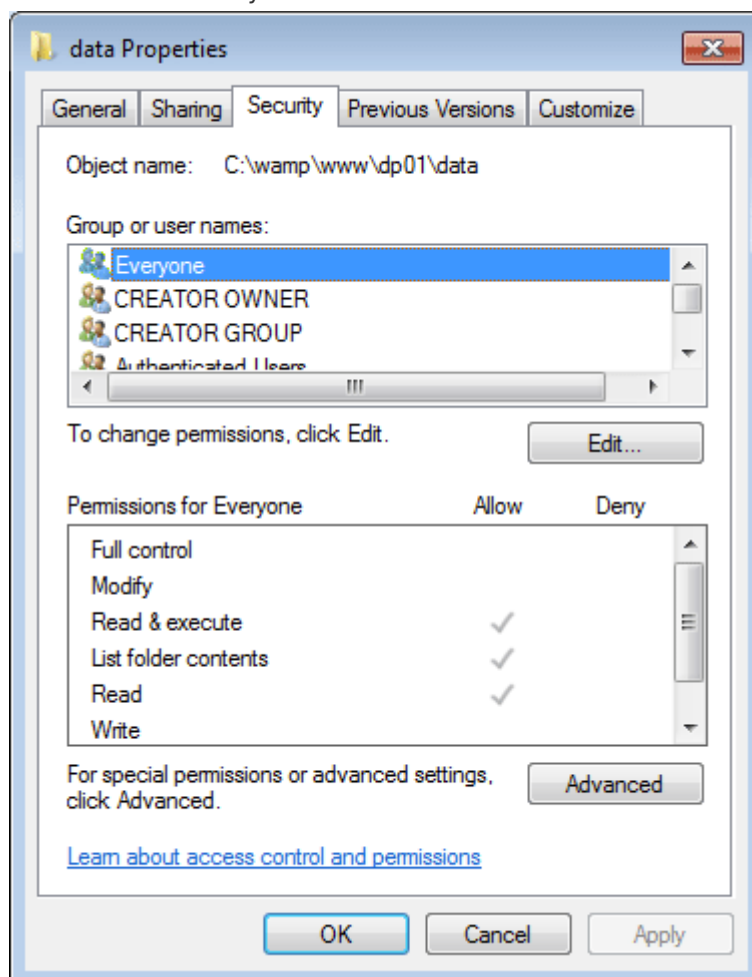 data Properties
General Sharing Security Previous Versions Customize
Object name: C:\wamp\www\dp01\data
Group or user names:
Everyone
CREATOR OWNER
CREATOR GROUP
Authenticated Users
To change permissions, click Edit.
Edit...
Permissions for Everyone Allow Deny
Full control
Modify
Read & execute
List folder contents
Read
Write
For special permissions or advanced settings,
click Advanced.
Advanced
Learn about access control and permissions
OK Cancel Apply